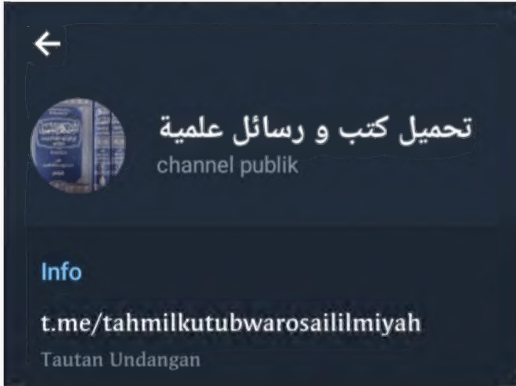 تحميل كتب و رسائل علمية
channel publik
Info
t.me/tahmilkutubwarosaililmiyah
Tautan Undangan